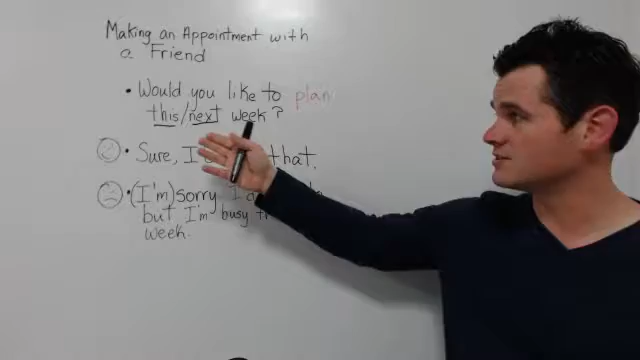 Making an Appointment with
a Friend
• Would you like to plan
this/next week?
• Sure, I that.
• (I'm) sorry I
but I'm busy
week.